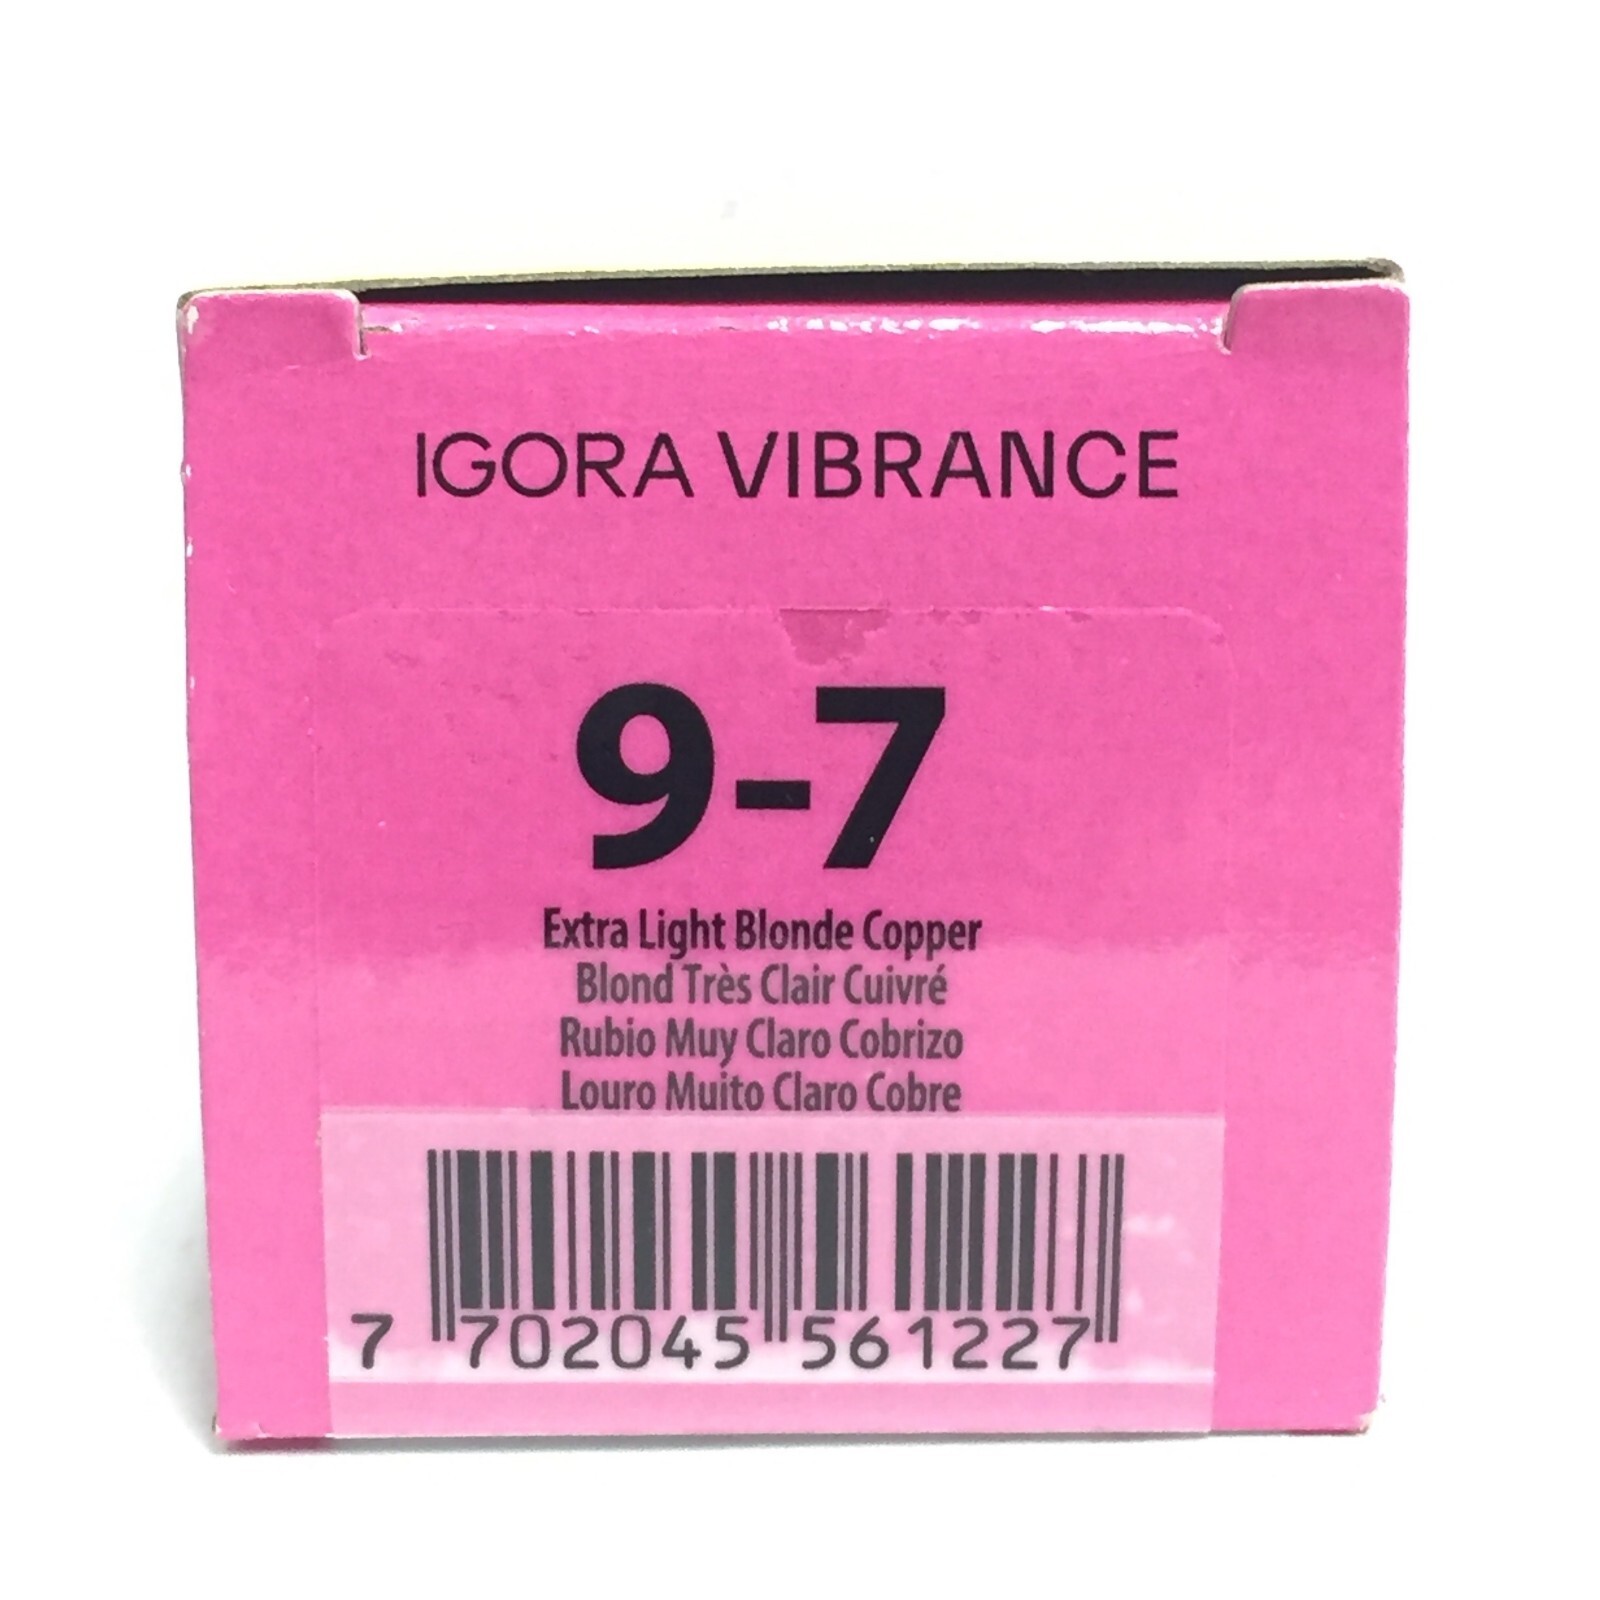 IGORA VIBRANCE
9-7
Extra Light Blonde Copper
Blond Très Clair Cuivré
Rubio Muy Claro Cobrizo
Louro Muito Claro Cobre
7 702045 561227